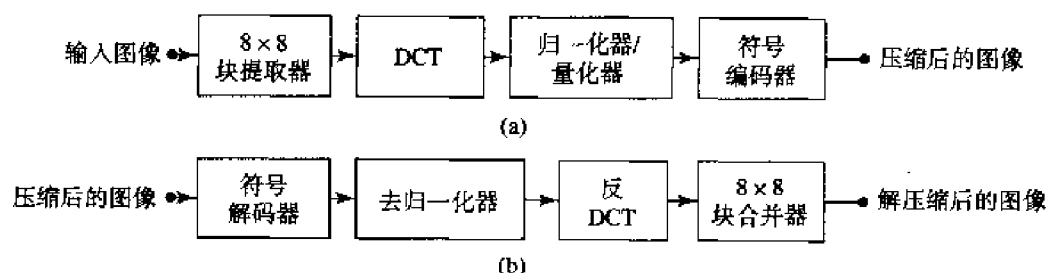 输入图像
8×8
块提取器
DCT
归一化器/
量化器
符号
编码器
压缩后的图像
(a)
压缩后的图像
符号
解码器
去归一化器
反
DCT
8×8
块合并器
解压缩后的图像
(b)